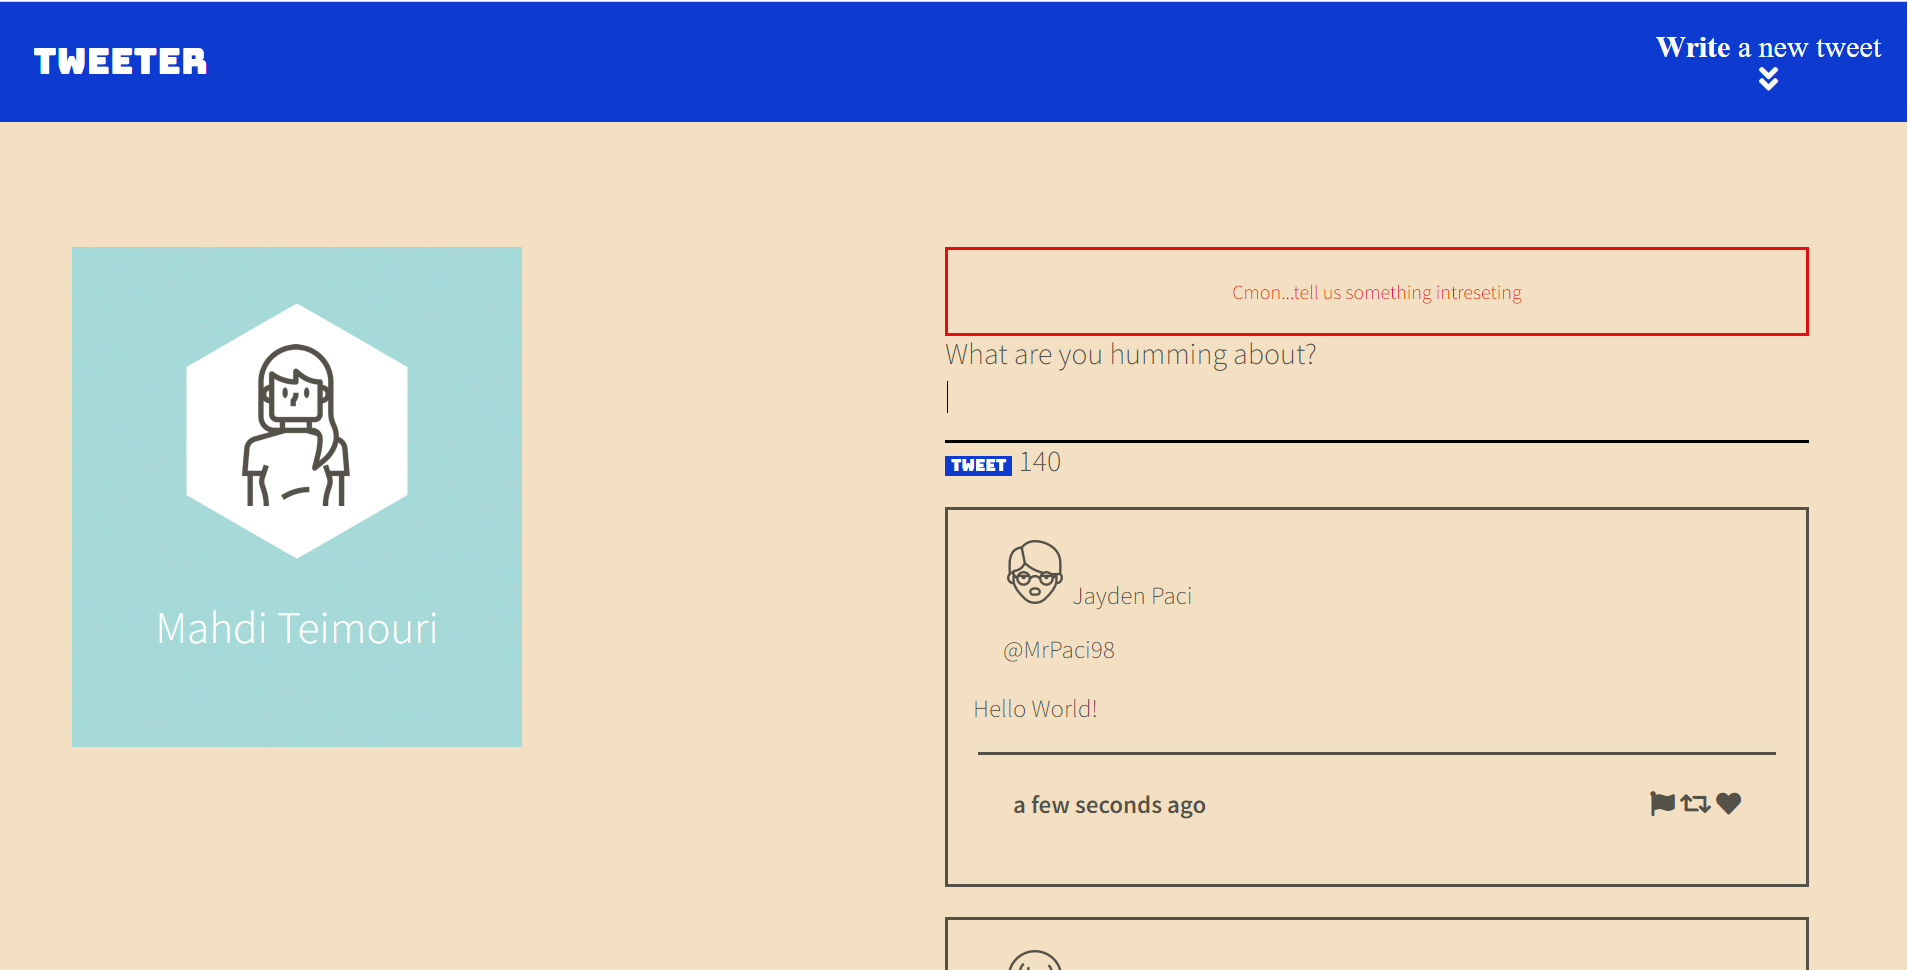 TWEETER
Write a new tweet
Mahdi Teimouri
Cmon...tell us something intreseting
What are you humming about?
TWEET 140
Jayden Paci
@MrPaci98
Hello World!
a few seconds ago